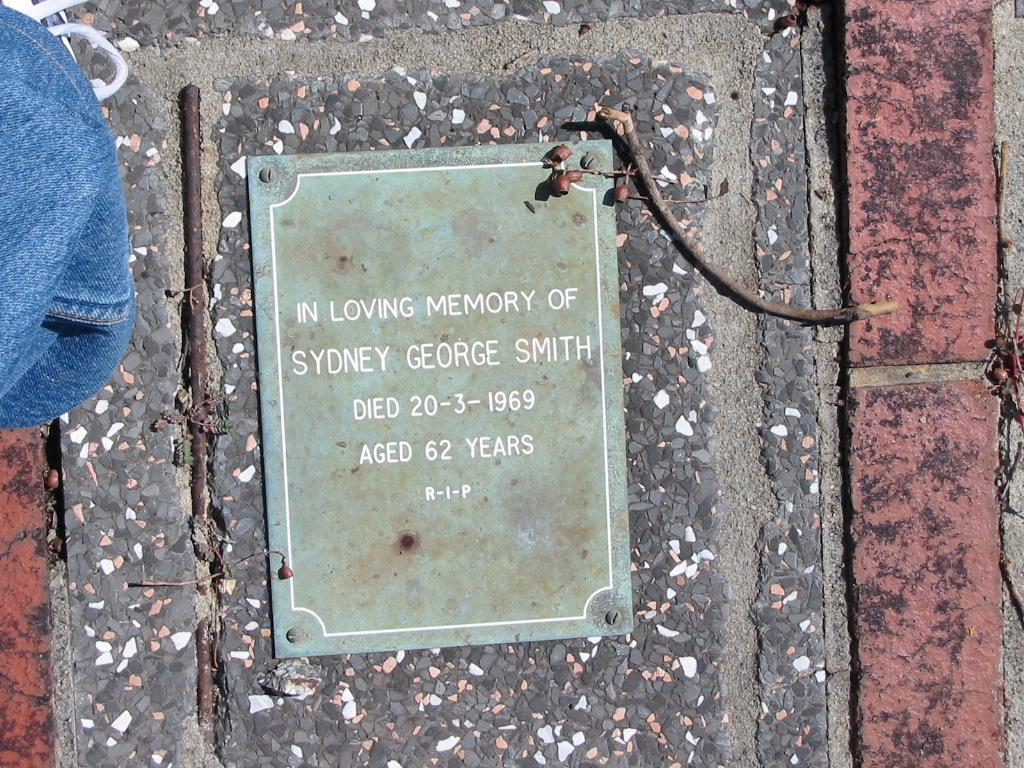 IN LOVING MEMORY OF
SYDNEY GEORGE SMITH
DIED 20-3-1969
AGED 62 YEARS
R-I-P